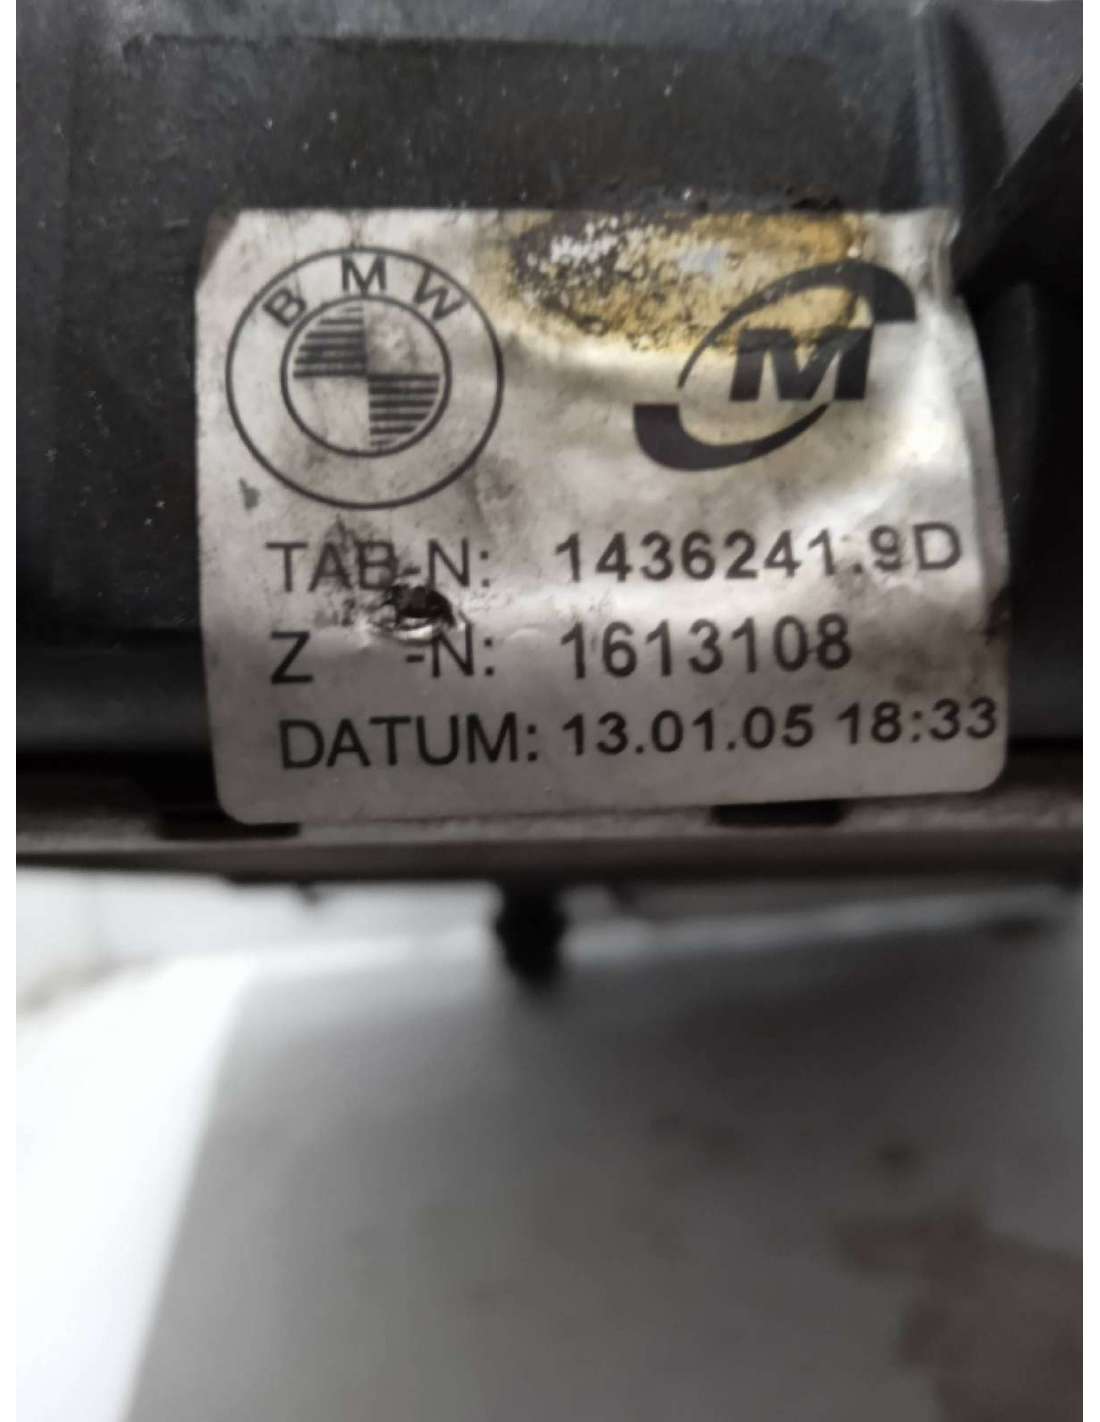 BMW
M
TAB-N: 1436241.9D
Z -N: 1613108
DATUM: 13.01.05 18:33